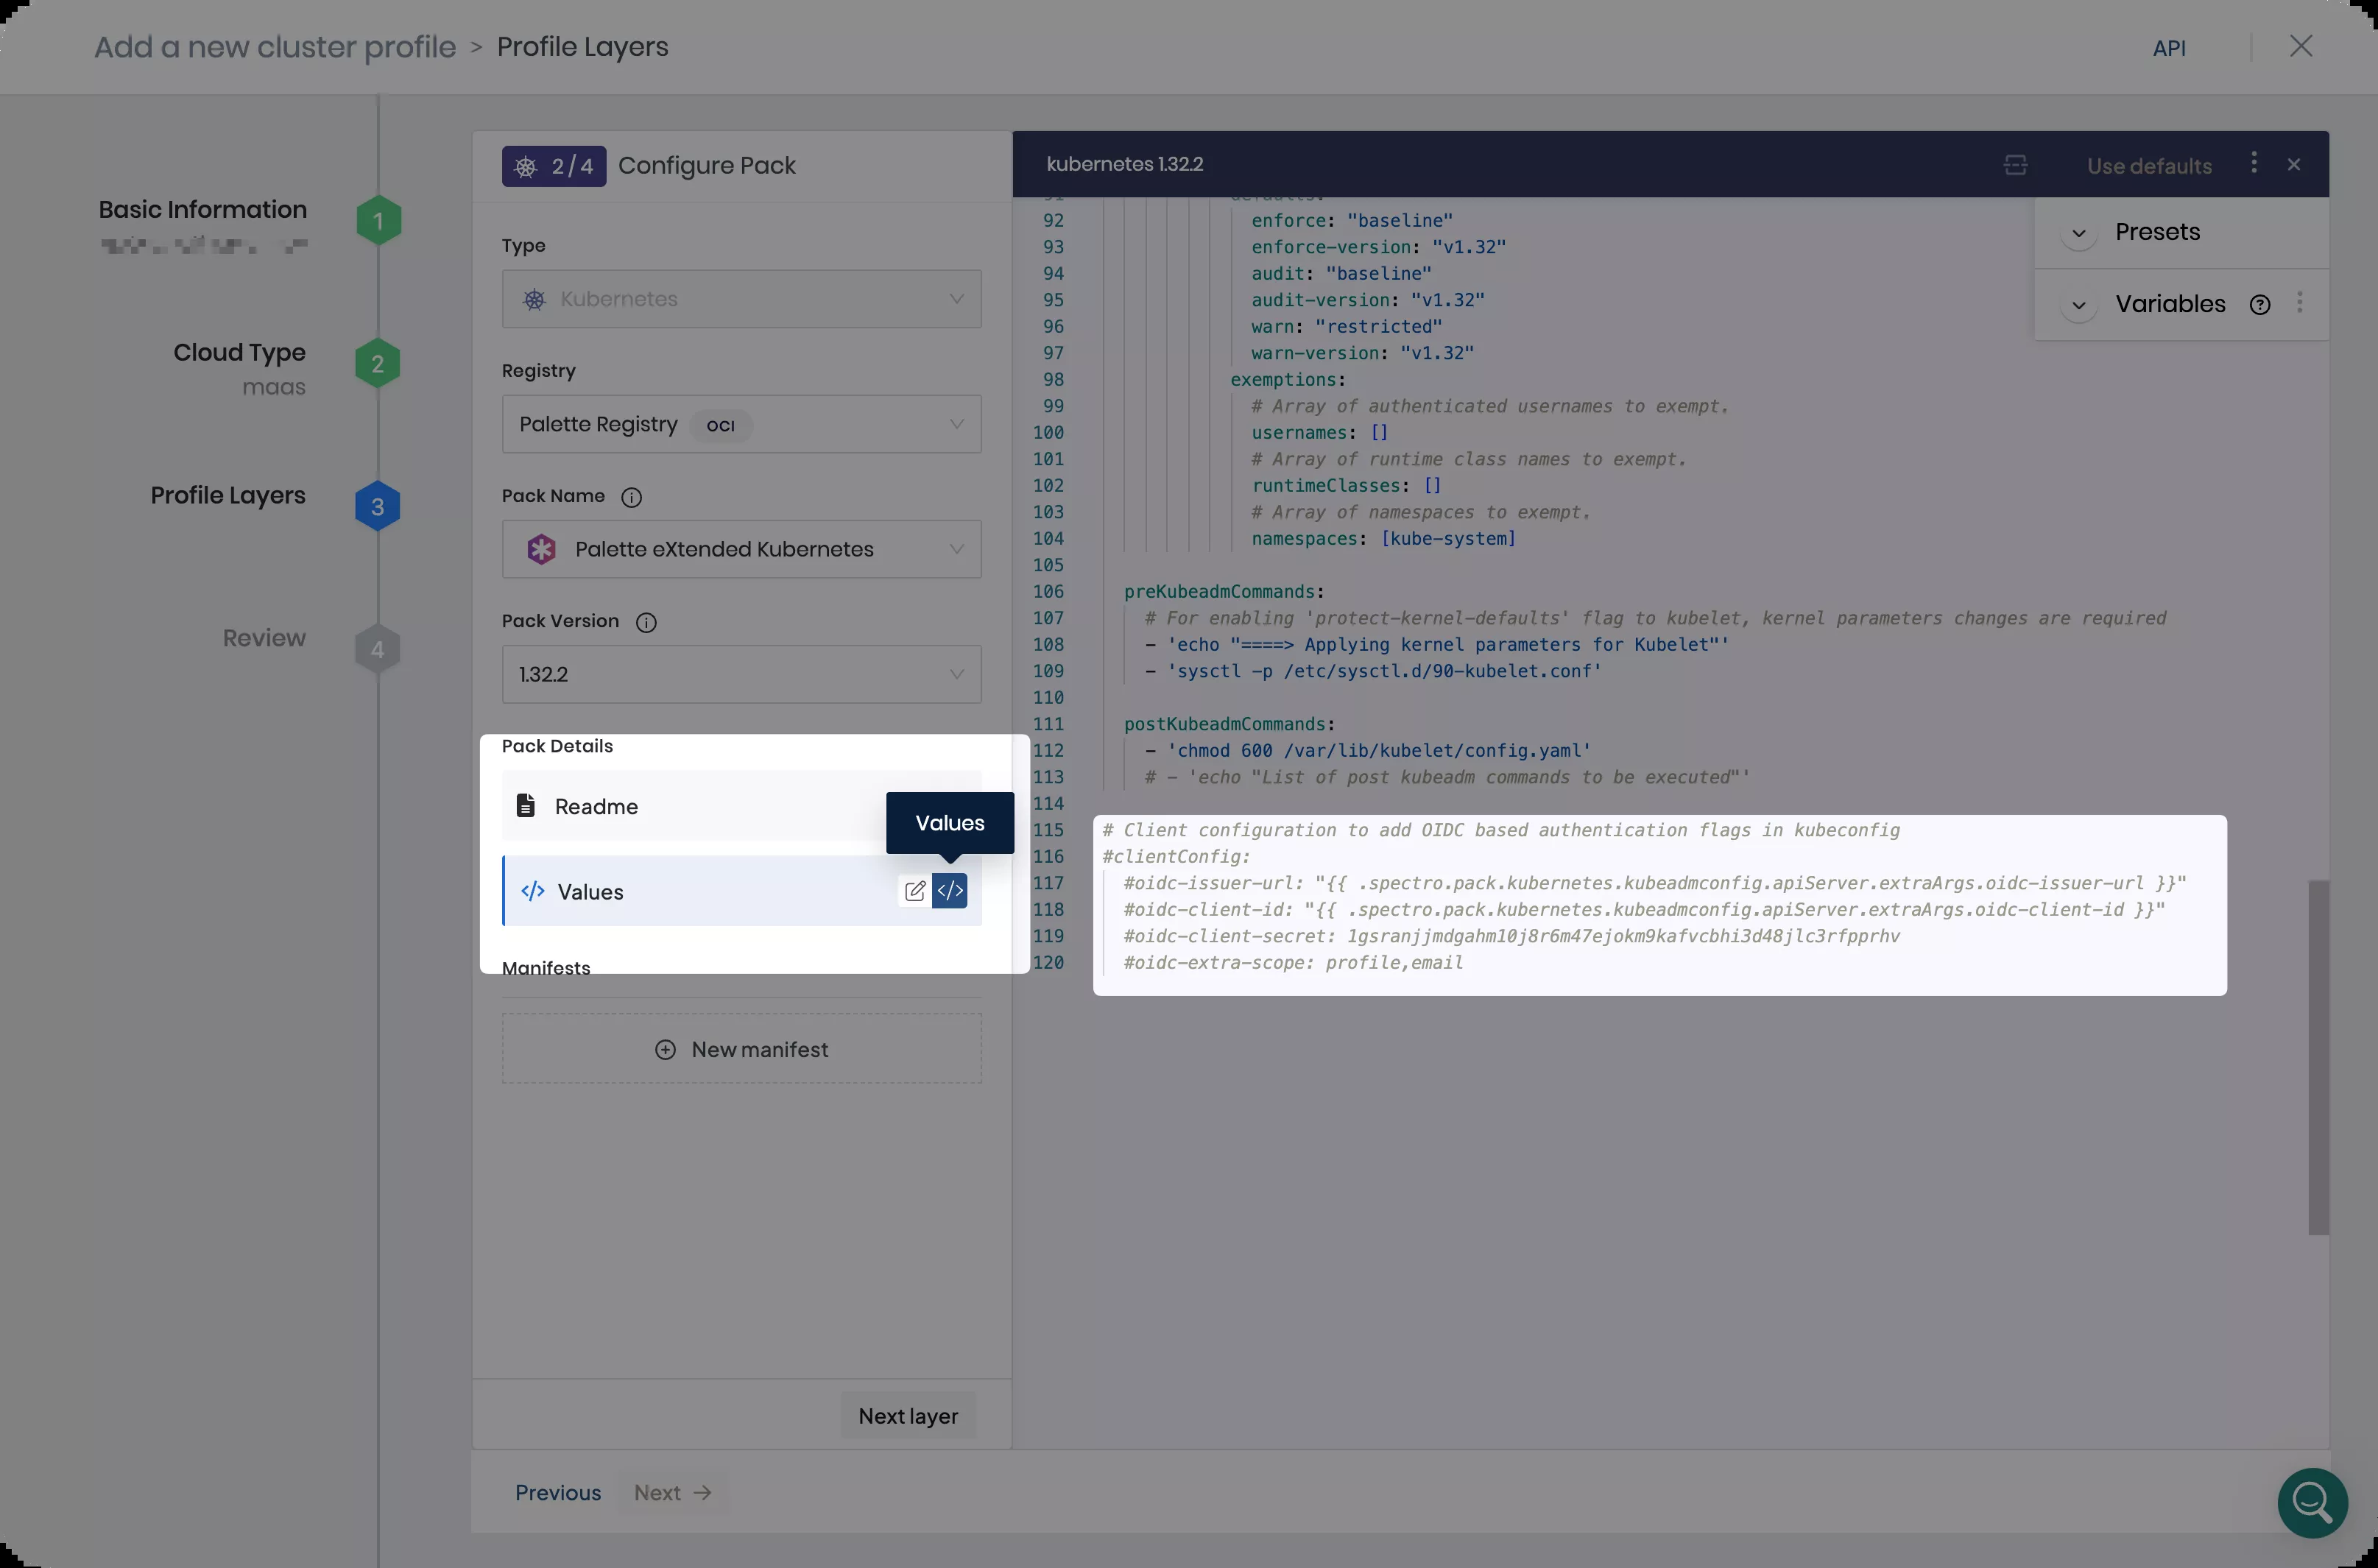 Add a new cluster profile > Profile Layers
API
Basic Information
1
Cloud Type
maas
2
Profile Layers
3
Review
4
2/4 Configure Pack
Type
Kubernetes
Registry
Palette Registry OCI
Pack Name
Palette eXtended Kubernetes
Pack Version
1.32.2
Pack Details
Readme
Values
Values
Manifests
New manifest
Next layer
Previous Next →
kubernetes 1.32.2
Use defaults
Presets
Variables
91 defaults:
92 enforce: "baseline"
93 enforce-version: "v1.32"
94 audit: "baseline"
95 audit-version: "v1.32"
96 warn: "restricted"
97 warn-version: "v1.32"
98 exemptions:
99 # Array of authenticated usernames to exempt.
100 usernames: []
101 # Array of runtime class names to exempt.
102 runtimeClasses: []
103 # Array of namespaces to exempt.
104 namespaces: [kube-system]
105
106 preKubeadmCommands:
107 # For enabling 'protect-kernel-defaults' flag to kubelet, kernel parameters changes are required
108 - 'echo "====> Applying kernel parameters for Kubelet"'
109 - 'sysctl -p /etc/sysctl.d/90-kubelet.conf'
110
111 postKubeadmCommands:
112 - 'chmod 600 /var/lib/kubelet/config.yaml'
113 # - 'echo "List of post kubeadm commands to be executed"'
114
115 # Client configuration to add OIDC based authentication flags in kubeconfig
116 #clientConfig:
117 #oidc-issuer-url: "{{ .spectro.pack.kubernetes.kubeadmconfig.apiServer.extraArgs.oidc-issuer-url }}"
118 #oidc-client-id: "{{ .spectro.pack.kubernetes.kubeadmconfig.apiServer.extraArgs.oidc-client-id }}"
119 #oidc-client-secret: 1gsranjjmdgahm10j8r6m47ejokm9kafvcbhi3d48jlc3rfpprhv
120 #oidc-extra-scope: profile,email